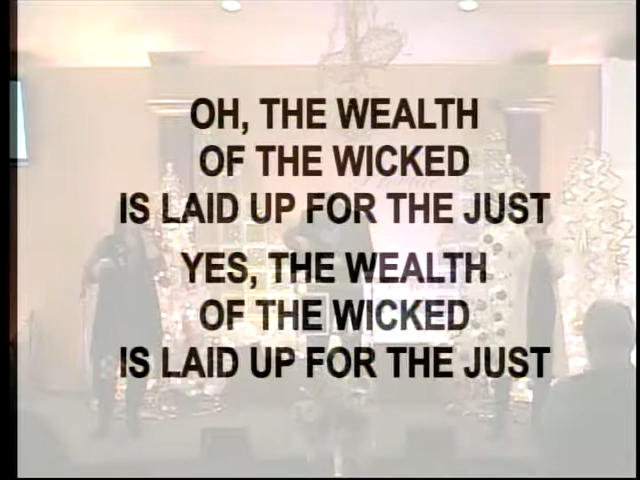 OH, THE WEALTH
OF THE WICKED
IS LAID UP FOR THE JUST
YES, THE WEALTH
OF THE WICKED
IS LAID UP FOR THE JUST